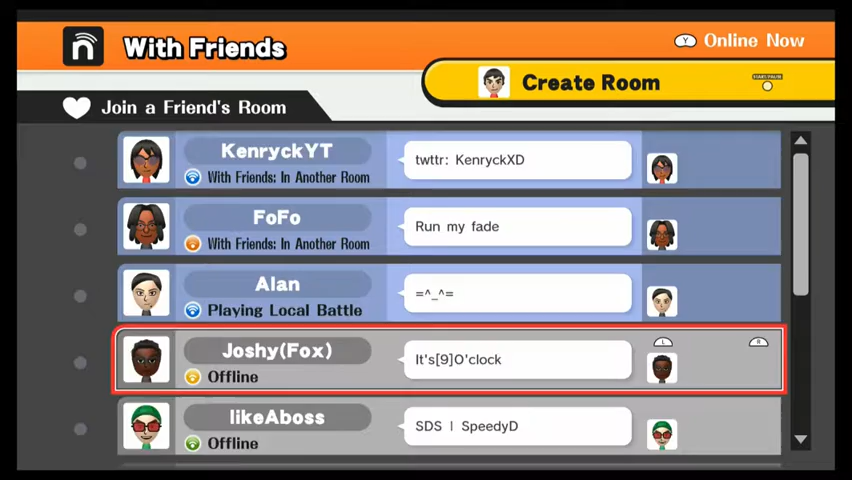 With Friends
Y Online Now
Create Room
START/PAUSE
Join a Friend's Room
KenryckYT
With Friends: In Another Room
twttr: KenryckXD
FoFo
With Friends: In Another Room
Run my fade
Alan
Playing Local Battle
=^_^=
Joshy(Fox)
Offline
It's[9]O'clock
L
R
likeAboss
Offline
SDS | SpeedyD